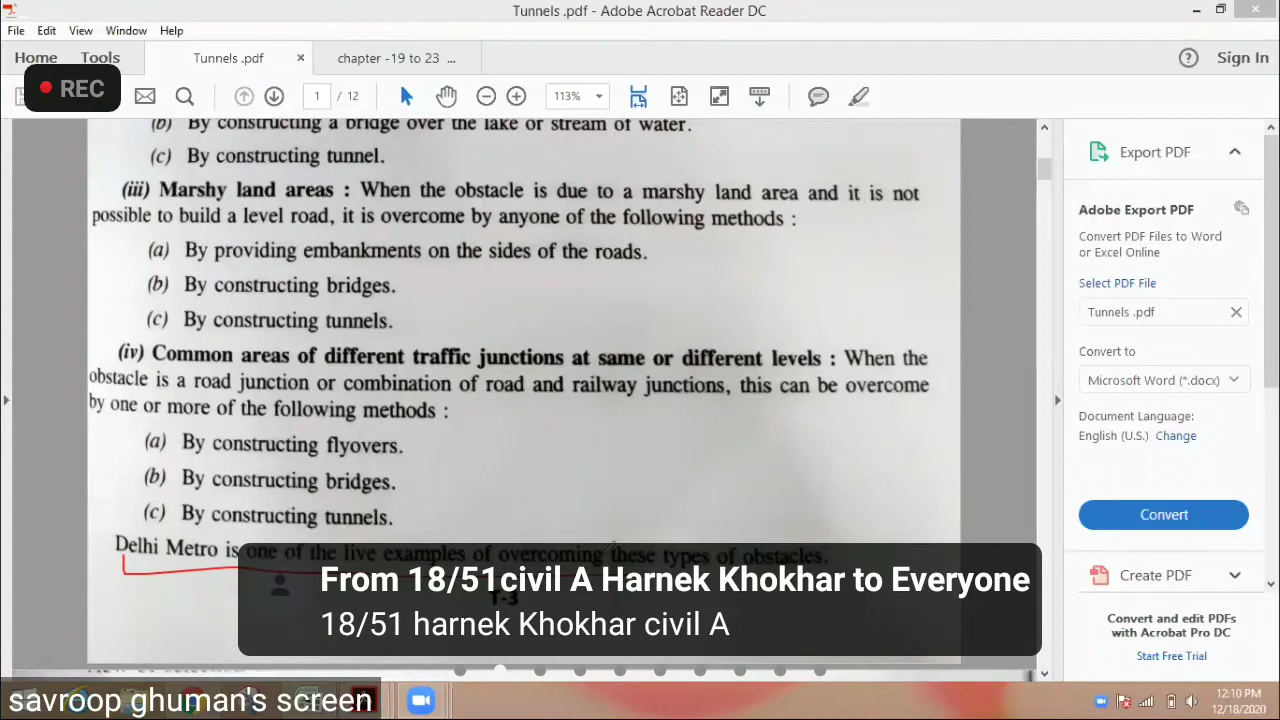 Tunnels .pdf - Adobe Acrobat Reader DC
File Edit View Window Help
Home Tools Tunnels .pdf × chapter -19 to 23 ... Sign In
REC
1 / 12 113%
(b) By constructing a bridge over the lake or stream of water.
(c) By constructing tunnel.
(iii) Marshy land areas : When the obstacle is due to a marshy land area and it is not
possible to build a level road, it is overcome by anyone of the following methods :
(a) By providing embankments on the sides of the roads.
(b) By constructing bridges.
(c) By constructing tunnels.
(iv) Common areas of different traffic junctions at same or different levels : When the
obstacle is a road junction or combination of road and railway junctions, this can be overcome
by one or more of the following methods :
(a) By constructing flyovers.
(b) By constructing bridges.
(c) By constructing tunnels.
Delhi Metro is one of the live examples of overcoming these types of obstacles.
T-3
From 18/51civil A Harnek Khokhar to Everyone
18/51 harnek Khokhar civil A
Export PDF
Adobe Export PDF
Convert PDF Files to Word
or Excel Online
Select PDF File
Tunnels .pdf
Convert to
Microsoft Word (*.docx)
Document Language:
English (U.S.) Change
Convert
Create PDF
Convert and edit PDFs
with Acrobat Pro DC
Start Free Trial
savroop ghuman's screen
12:10 PM
12/18/2020